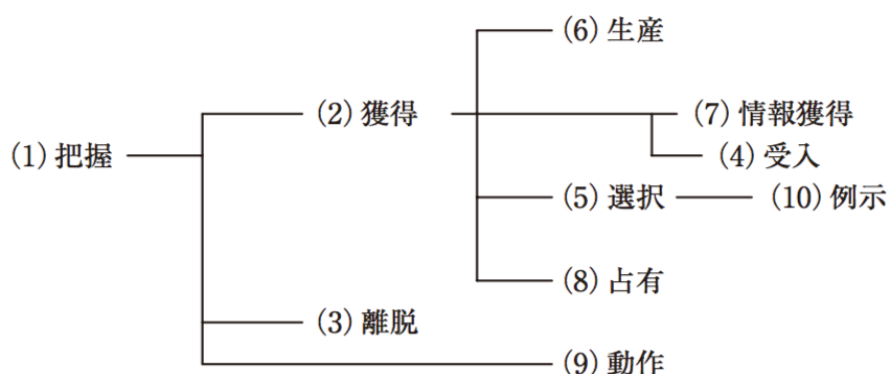 (6) 生産
(2) 獲得
(7) 情報獲得
(1) 把握
(4) 受入
(5) 選択
(10) 例示
(8) 占有
(3) 離脱
(9) 動作